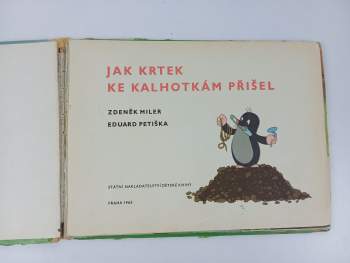 JAK KRTEK
KE KALHOTKÁM PŘIŠEL
ZDENĚK MILER
EDUARD PETIŠKA
STÁTNÍ NAKLADATELSTVÍ DĚTSKÉ KNIHY
PRAHA